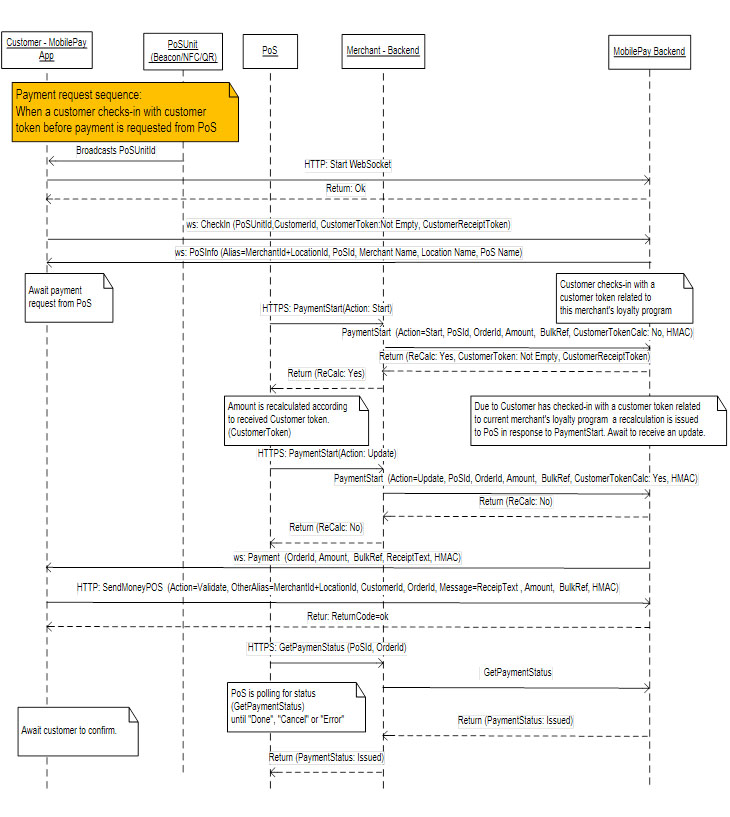 Customer - MobilePay
App
PoSUnit
(Beacon/NFC/QR)
PoS
Merchant - Backend
MobilePay Backend
Payment request sequence:
When a customer checks-in with customer
token before payment is requested from PoS
Broadcasts PoSUnitId
HTTP: Start WebSocket
Return: Ok
ws: CheckIn (PoSUnitId,CustomerId, CustomerToken:Not Empty, CustomerReceiptToken)
ws: PosInfo (Alias=MerchantId+LocationId, PoSId, Merchant Name, Location Name, PoS Name)
Await payment
request from PoS
Customer checks-in with a
customer token related to
this merchant's loyalty program
HTTPS: PaymentStart(Action: Start)
PaymentStart (Action=Start, PoSId, OrderId, Amount, BulkRef, CustomerTokenCalc: No, HMAC)
Return (ReCalc: Yes, CustomerToken: Not Empty, CustomerReceiptToken)
Return (ReCalc: Yes)
Amount is recalculated according
to received Customer token.
(CustomerToken)
Due to Customer has checked-in with a customer token related
to current merchant's loyalty program a recalculation is issued
to PoS in response to PaymentStart. Await to receive an update.
HTTPS: PaymentStart(Action: Update)
PaymentStart (Action=Update, PoSId, OrderId, Amount, BulkRef, CustomerTokenCalc: Yes, HMAC)
Return (ReCalc: No)
Return (ReCalc: No)
ws: Payment (OrderId, Amount, BulkRef, ReceiptText, HMAC)
HTTP: SendMoneyPOS (Action=Validate, OtherAlias=MerchantId+LocationId, CustomerId, OrderId, Message=ReceipText , Amount, BulkRef, HMAC)
Retur: ReturnCode=ok
HTTPS: GetPaymenStatus (PoSId, OrderId)
GetPaymentStatus
PoS is polling for status
(GetPaymentStatus)
until "Done", "Cancel" or "Error"
Await customer to confirm.
Return (PaymentStatus: Issued)
Return (PaymentStatus: Issued)